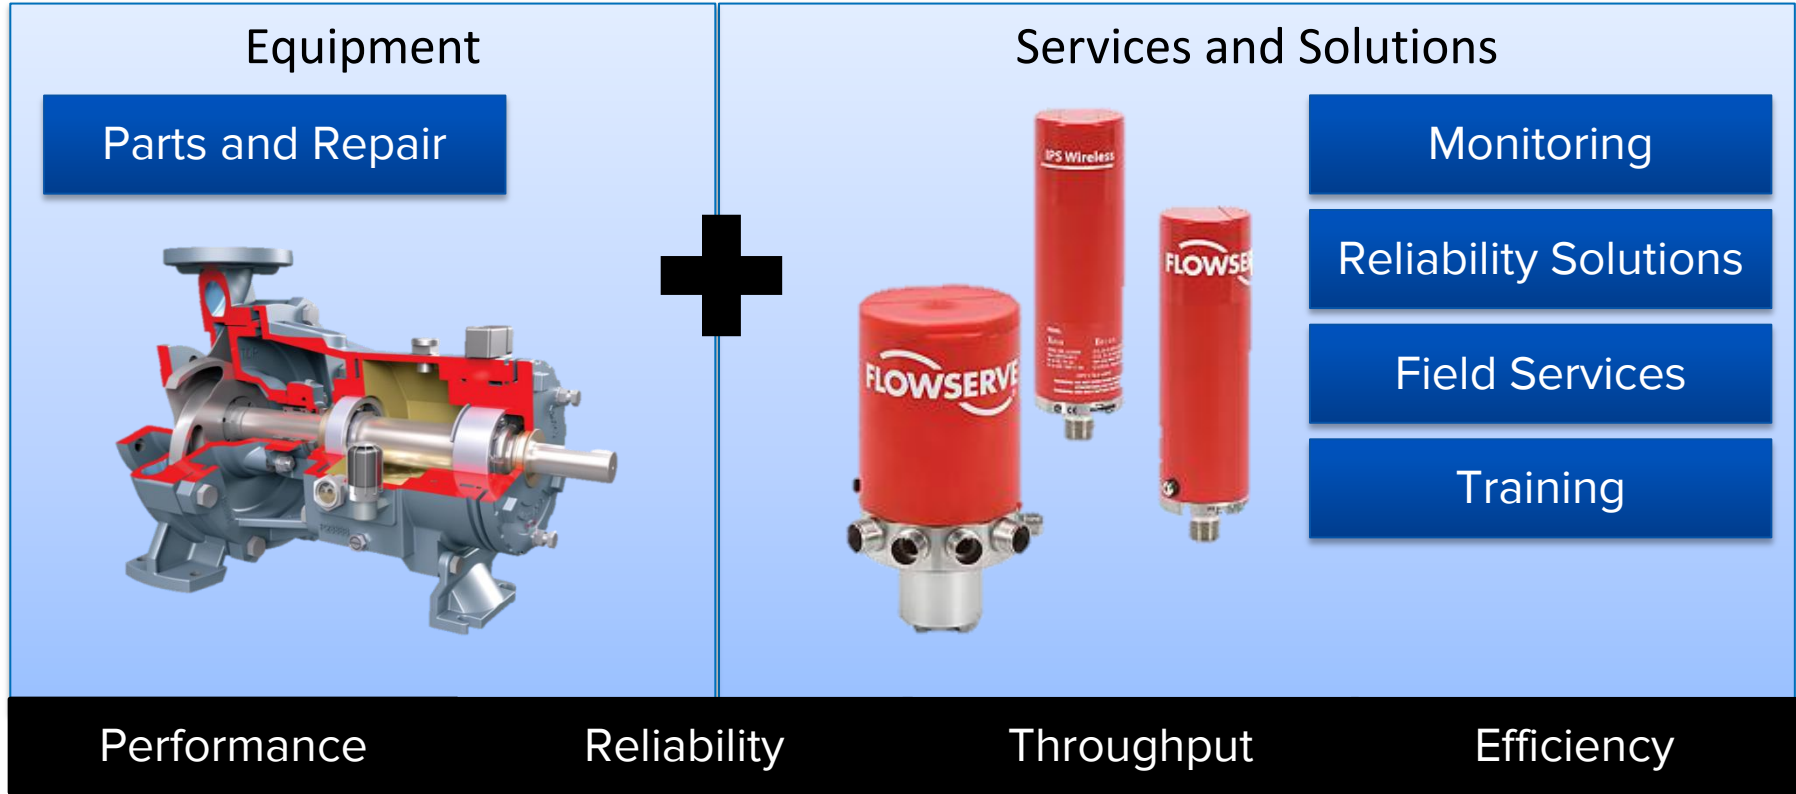 Equipment
Services and Solutions
Parts and Repair
IPS Wireless
FLOWSERVE
FLOWSE
Monitoring
Reliability Solutions
Field Services
Training
Performance
Reliability
Throughput
Efficiency